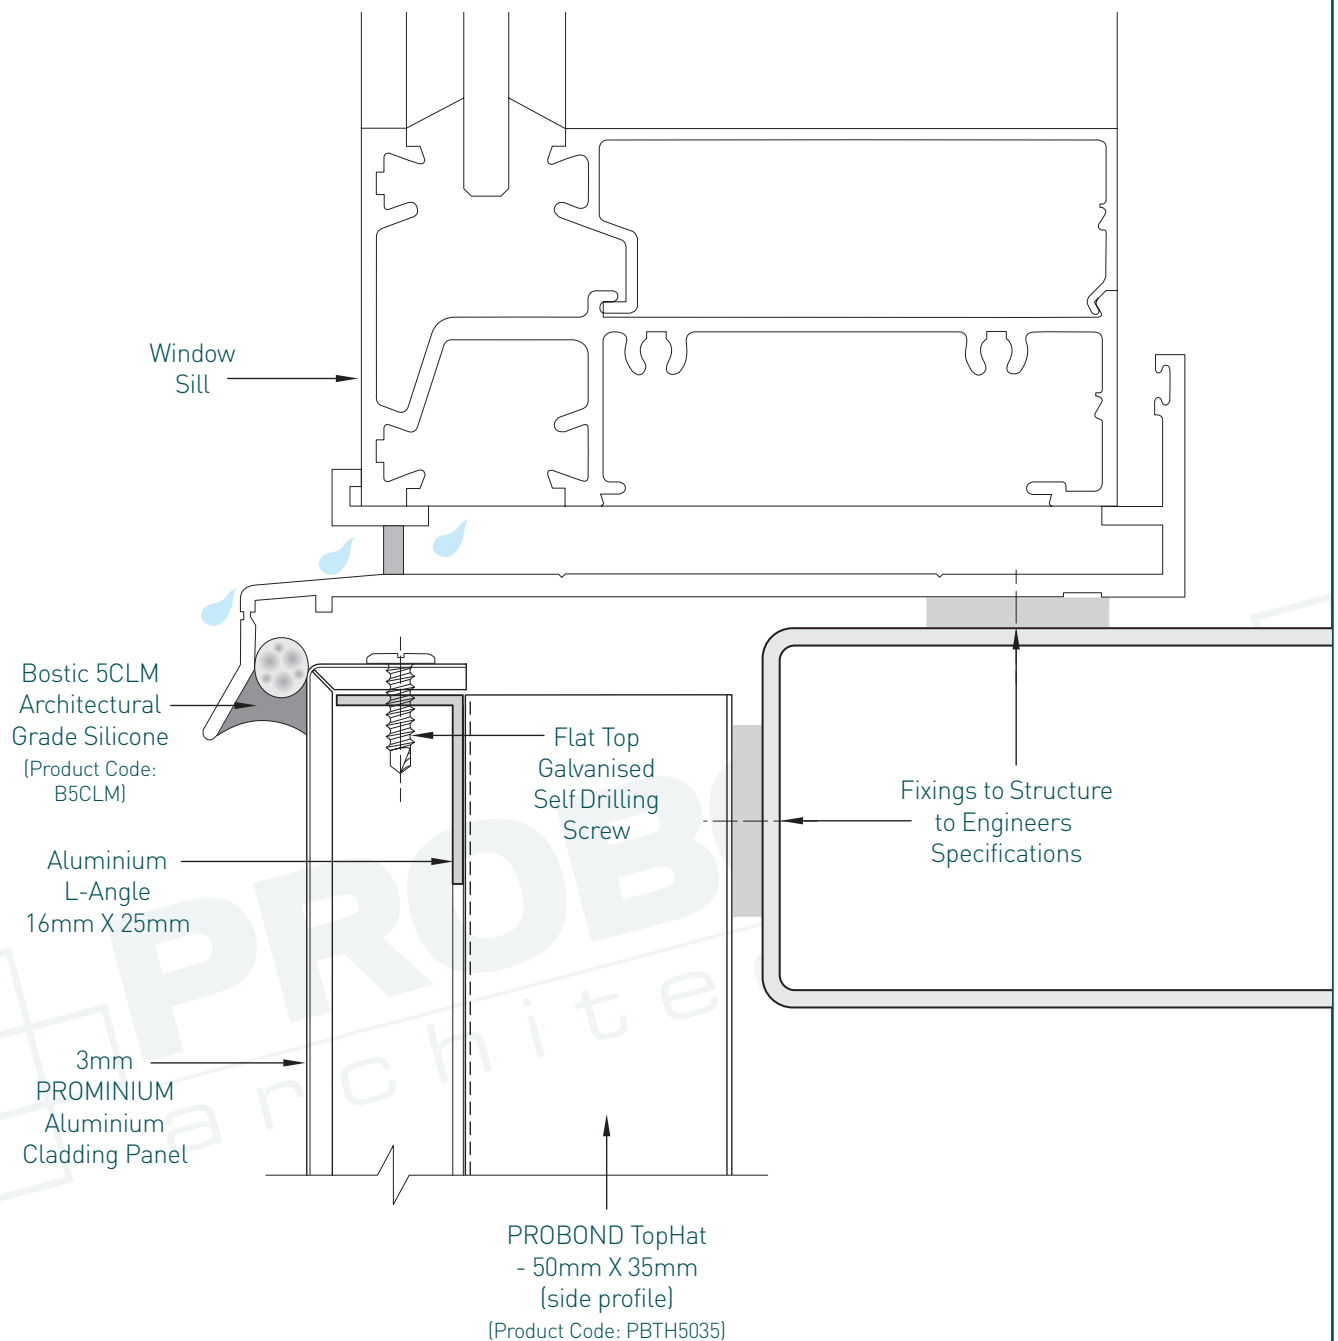 Window
Sill
Bostic 5CLM
Architectural
Grade Silicone
(Product Code:
B5CLM)
Flat Top
Galvanised
Self Drilling
Screw
Fixings to Structure
to Engineers
Specifications
Aluminium
L-Angle
16mm X 25mm
3mm
PROMINIUM
Aluminium
Cladding Panel
PROBOND TopHat
- 50mm X 35mm
(side profile)
(Product Code: PBTH5035)
PROBO
archite